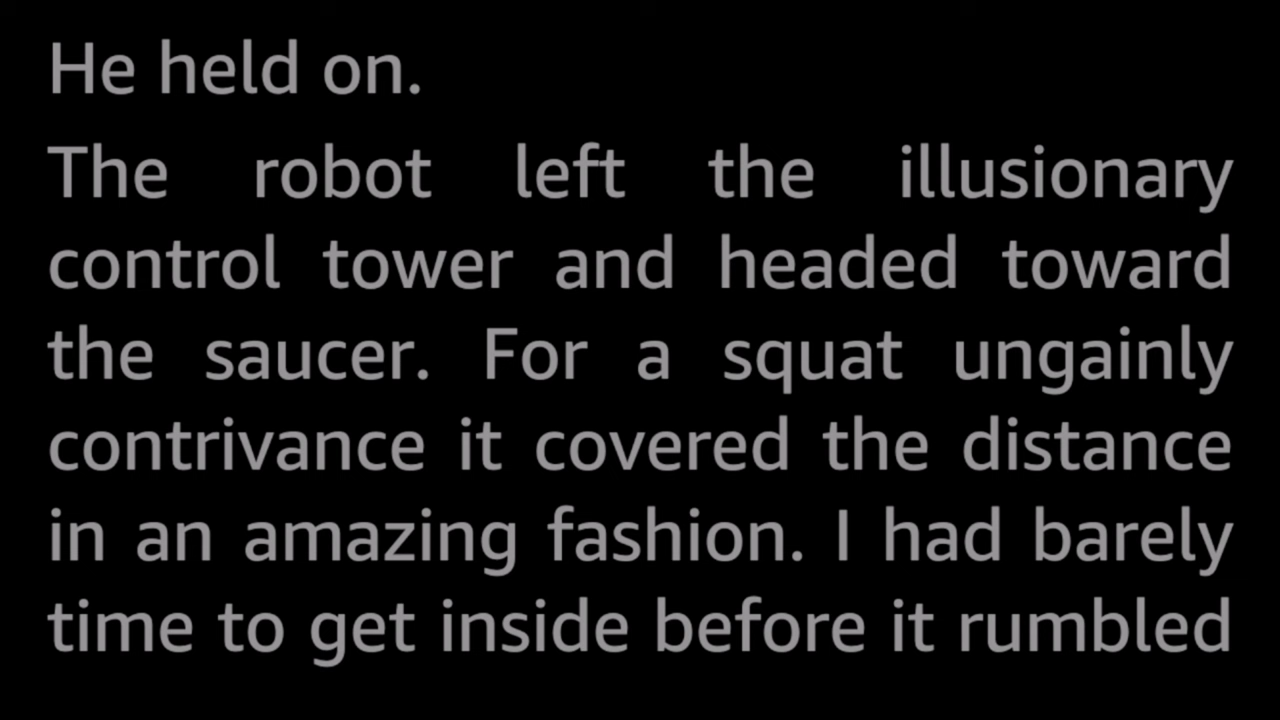 He held on.
The robot left the illusionary
control tower and headed toward
the saucer. For a squat ungainly
contrivance it covered the distance
in an amazing fashion. I had barely
time to get inside before it rumbled